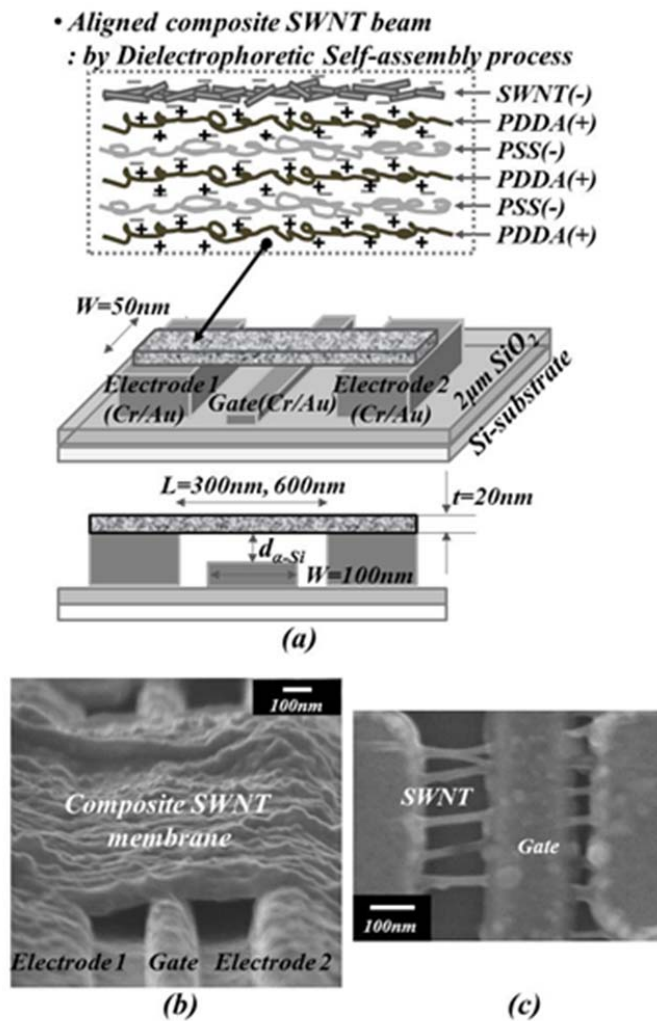 • Aligned composite SWNT beam
: by Dielectrophoretic Self-assembly process
SWNT(-)
PDDA(+)
PSS(-)
PDDA(+)
PSS(-)
PDDA(+)
W=50nm
Electrode 1
(Cr/Au)
Gate(Cr/Au)
Electrode 2
(Cr/Au)
2μm SiO2
Si-substrate
L=300nm, 600nm
t=20nm
dα-Si
W=100nm
(a)
100nm
Composite SWNT
membrane
Electrode 1 Gate Electrode 2
(b)
SWNT
Gate
100nm
(c)